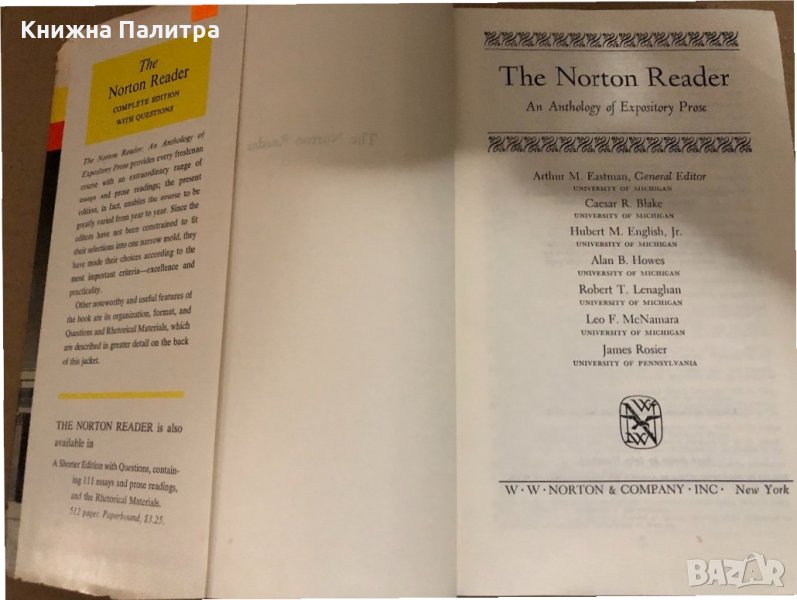 Книжна Палитра
The
Norton Reader
COMPLETE EDITION
WITH QUESTIONS
The Norton Reader: An Anthology of
Expository Prose provides every freshman
course with an extraordinary range of
essays and prose readings; the present
edition, in fact, enables the course to be
greatly varied from year to year. Since the
editors have not been constrained to fit
their selections into one narrow mold, they
have made their choices according to the
most important criteria—excellence and
practicality.
Other noteworthy and useful features of
the book are its organization, format, and
Questions and Rhetorical Materials, which
are described in greater detail on the back
of this jacket.
THE NORTON READER is also
available in
A Shorter Edition with Questions, contain-
ing 111 essays and prose readings,
and the Rhetorical Materials.
512 pages. Paperbound, $3.25.
The Norton Reader
The Norton Reader
An Anthology of Expository Prose
Arthur M. Eastman, General Editor
UNIVERSITY OF MICHIGAN
Caesar R. Blake
UNIVERSITY OF MICHIGAN
Hubert M. English, Jr.
UNIVERSITY OF MICHIGAN
Alan B. Howes
UNIVERSITY OF MICHIGAN
Robert T. Lenaghan
UNIVERSITY OF MICHIGAN
Leo F. McNamara
UNIVERSITY OF MICHIGAN
James Rosier
UNIVERSITY OF PENNSYLVANIA
W · W · NORTON & COMPANY · INC · New York
BAZAR